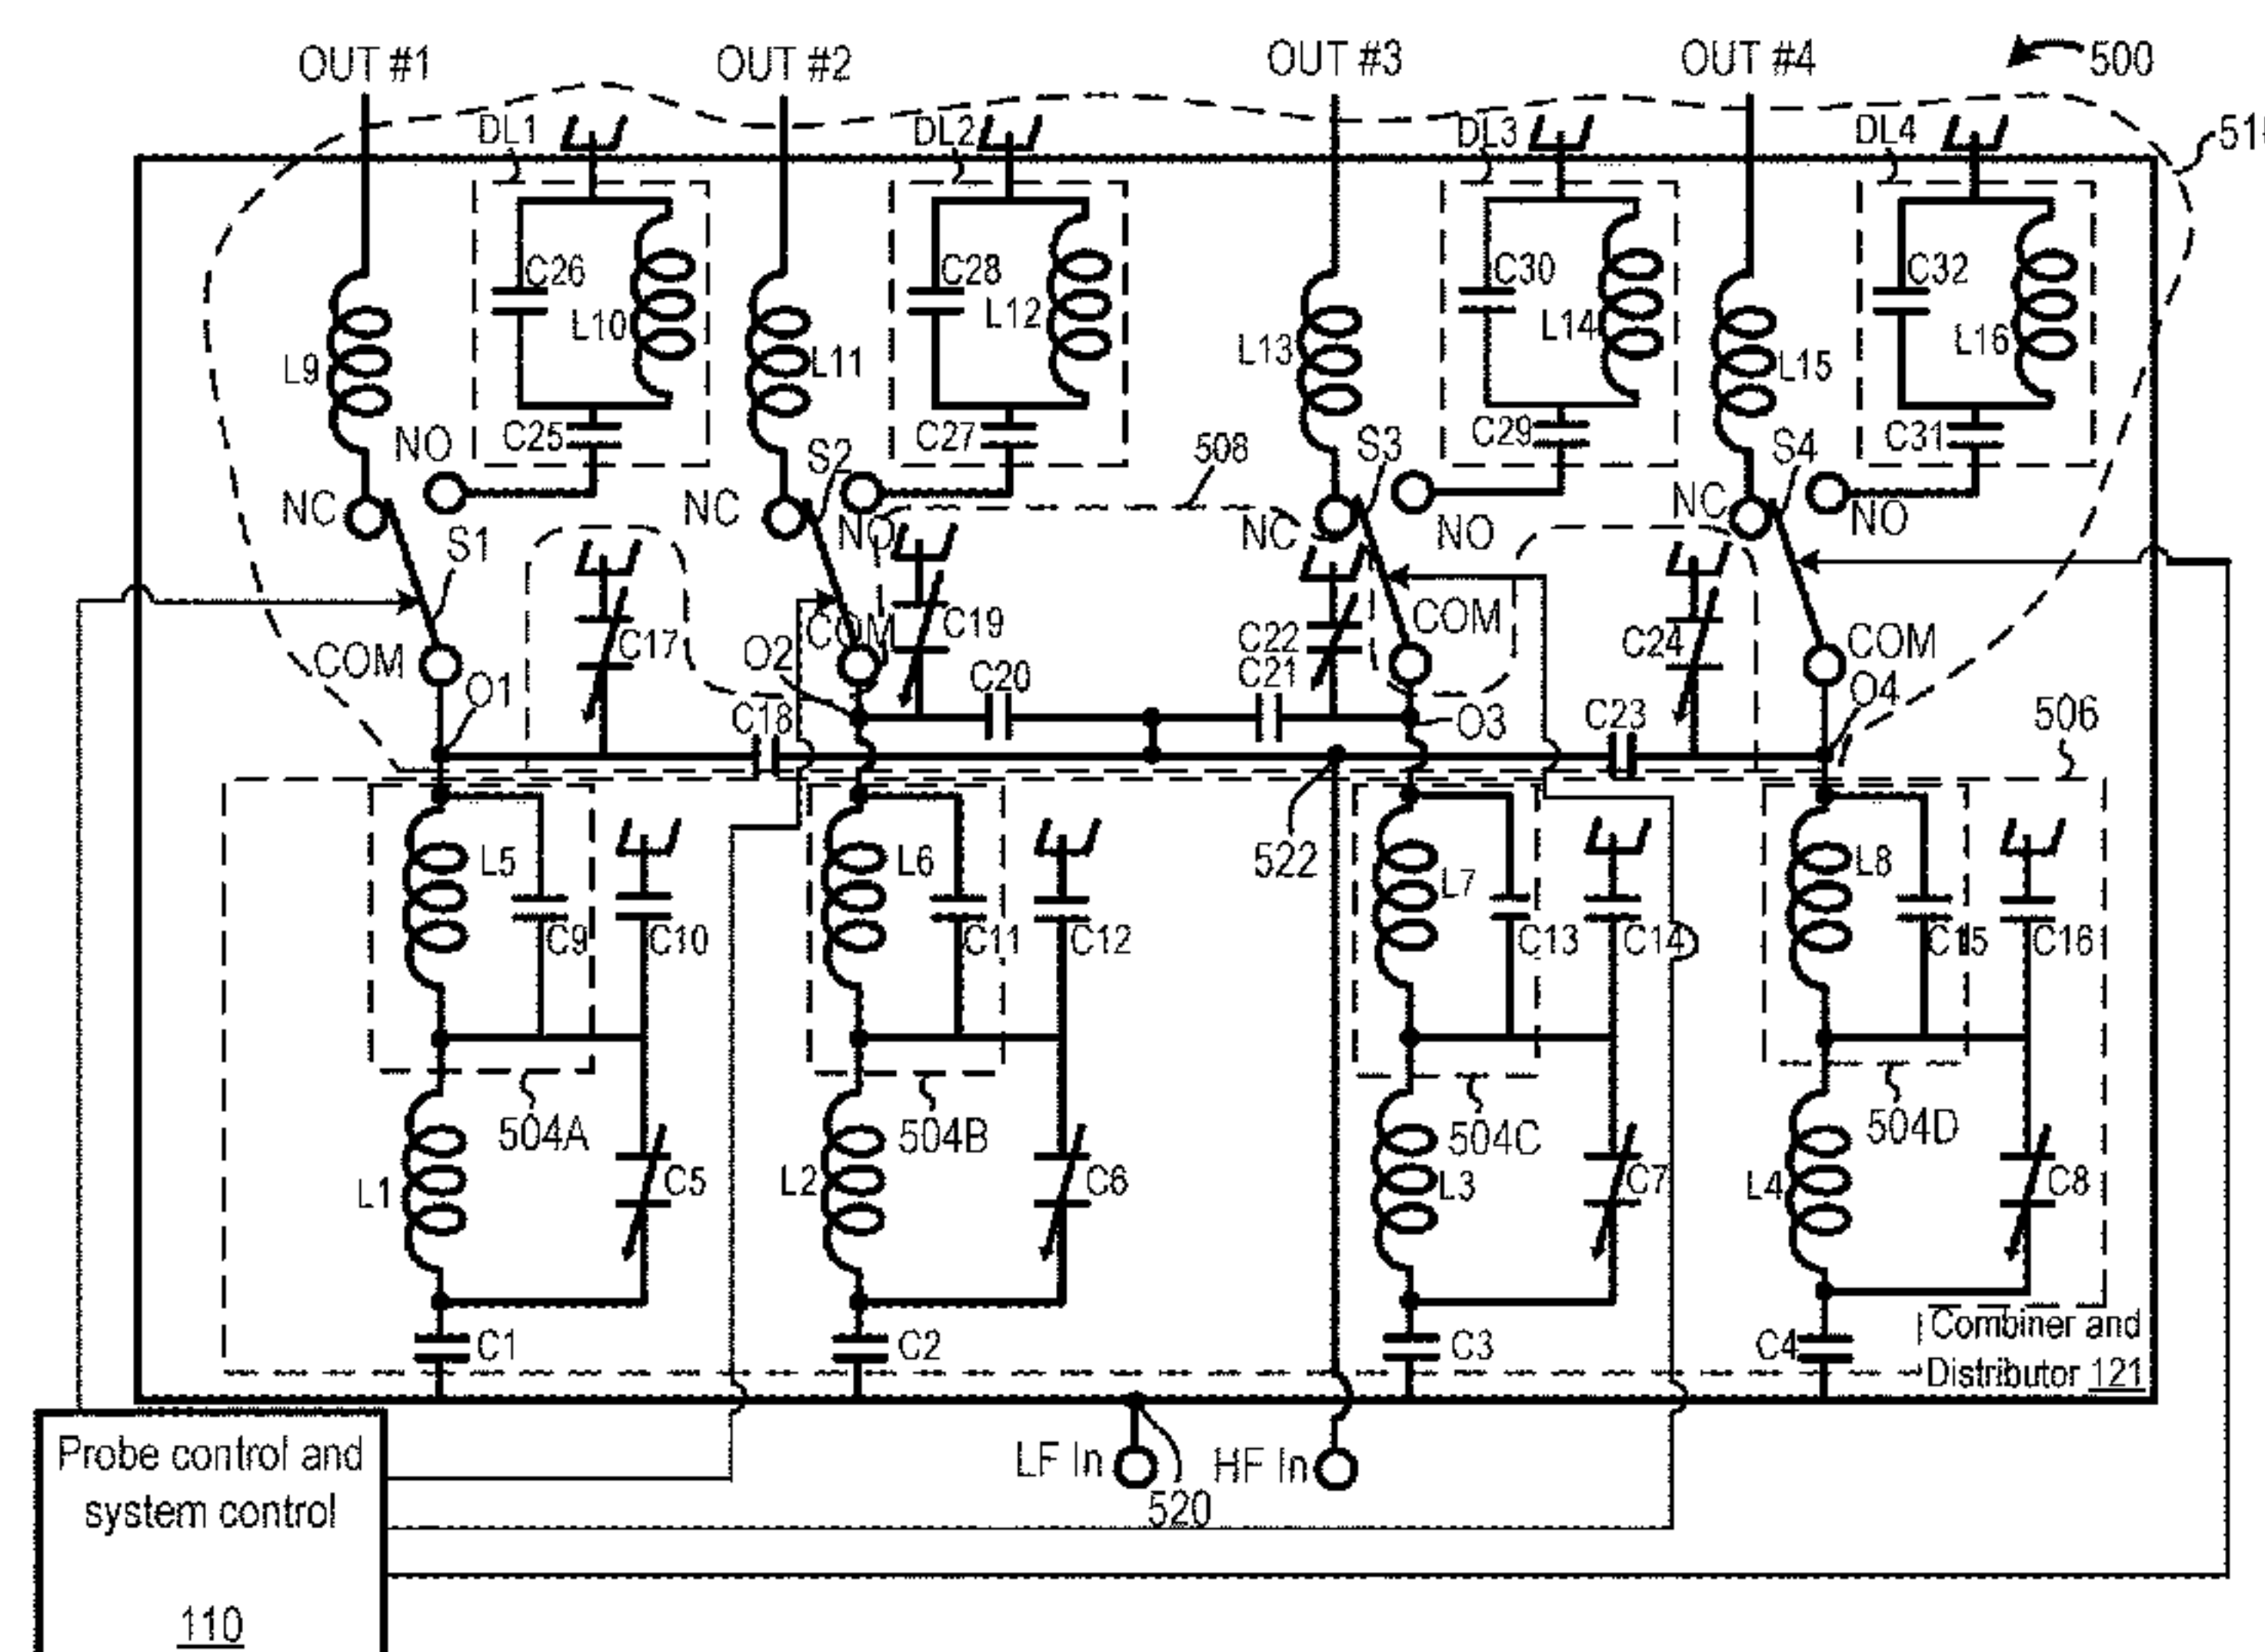 OUT #1 OUT #2 OUT #3 OUT #4 500
DL1 DL2 DL3 DL4
C26 C28 C30 C32
L10 L12 L14 L16
L9 L11 L13 L15
C25 C27 C29 C31
NO S2 508 S3 S4
NC NC NO NC NO NC NO
S1
C17 COM C19 C22 COM C24 COM
COM O1 O2 C20 C21 O4
C18 O3 C23 506
522
L5 L6 L7 L8
C9 C10 C11 C12 C13 C14 C15 C16
504A 504B 504C 504D
L1 C5 L2 C6 L3 C7 L4 C8
C1 C2 C3 C4
Combiner and
Distributor 121
LF In HF In
520
Probe control and
system control
110